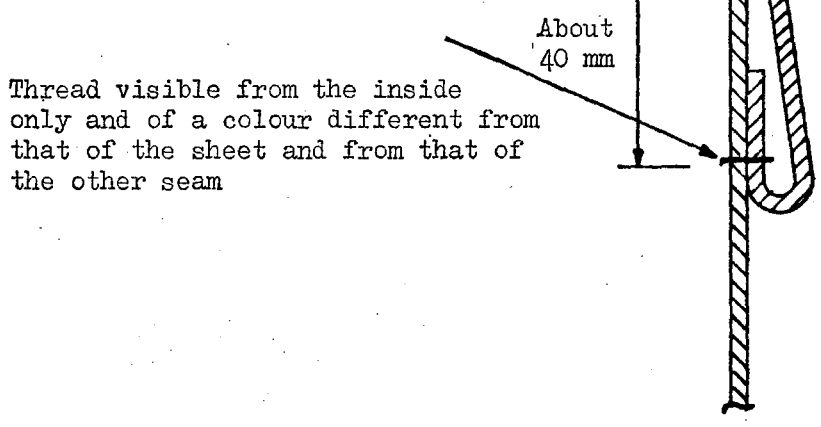 About
40 mm
Thread visible from the inside
only and of a colour different from
that of the sheet and from that of
the other seam